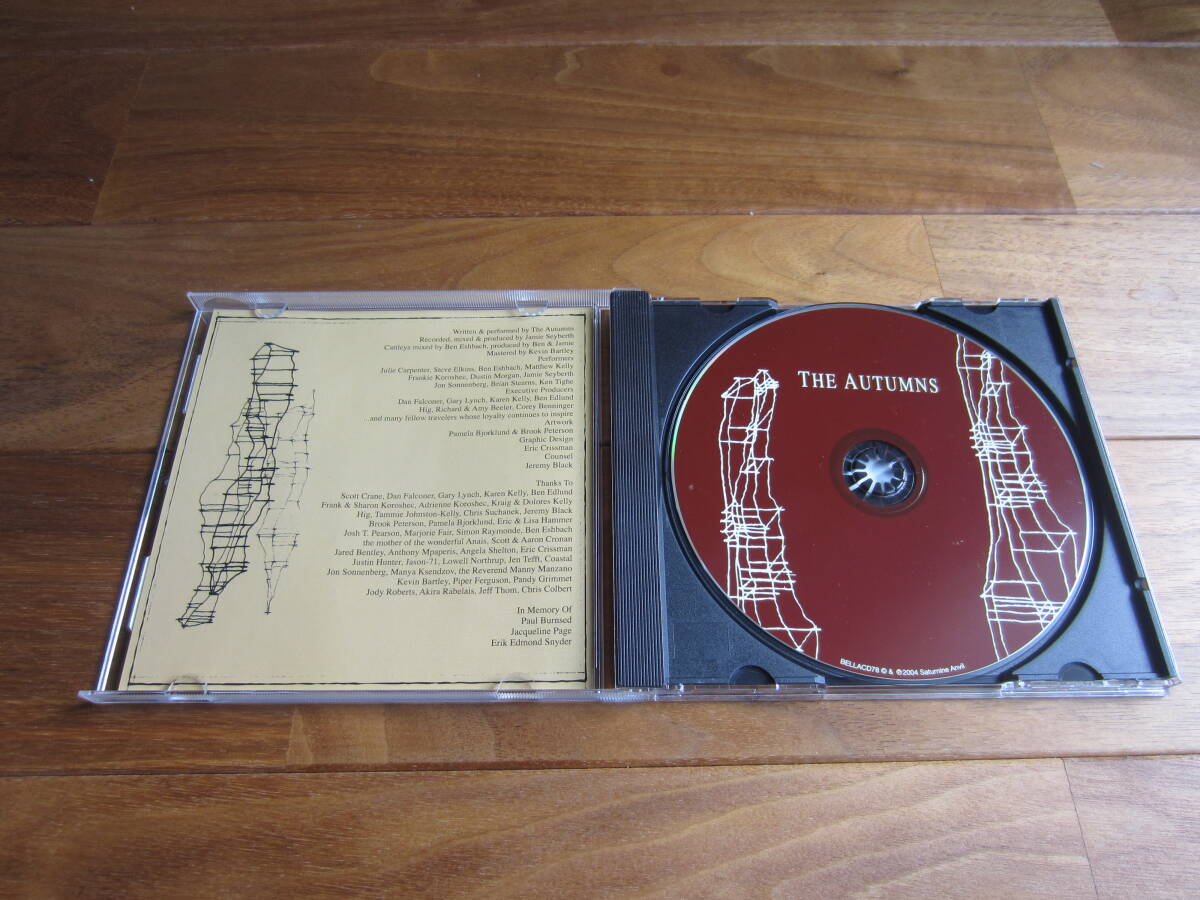 Written & performed by The Autumns
Recorded, mixed & produced by Jamie Seyberth
Cattleya mixed by Ben Eshbach, produced by Ben & Jamie
Mastered by Kevin Bartley
Performers
Julie Carpenter, Steve Elkins, Ben Eshbach, Matthew Kelly
Frankie Koroshec, Dustin Morgan, Jamie Seyberth
Jon Sonnenberg, Brian Stearns, Ken Tighe
Executive Producers
Dan Falconer, Gary Lynch, Karen Kelly, Ben Edlund
Hig, Richard & Amy Beeler, Corey Benninger
...and many fellow travelers whose loyalty continues to inspire
Artwork
Pamela Bjorklund & Brook Peterson
Graphic Design
Eric Crissman
Counsel
Jeremy Black
Thanks To
Scott Crane, Dan Falconer, Gary Lynch, Karen Kelly, Ben Edlund
Frank & Sharon Koroshec, Adrienne Koroshec, Kraig & Dolores Kelly
Hig, Tammie Johnston-Kelly, Chris Suchanek, Jeremy Black
Brook Peterson, Pamela Bjorklund, Eric & Lisa Hammer
Josh T. Pearson, Marjorie Fair, Simon Raymonde, Ben Eshbach
the mother of the wonderful Anais, Scott & Aaron Cronan
Jared Bentley, Anthony Mpaperis, Angela Shelton, Eric Crissman
Justin Hunter, Jason-71, Lowell Northrup, Jen Tefft, Coastal
Jon Sonnenberg, Manya Ksendzov, the Reverend Manny Manzano
Kevin Bartley, Piper Ferguson, Pandy Grimmet
Jody Roberts, Akira Rabelais, Jeff Thom, Chris Colbert
In Memory Of
Paul Burnsed
Jacqueline Page
Erik Edmond Snyder
THE AUTUMNS
BELLACD78 © & ℗2004 Saturnine Anvil